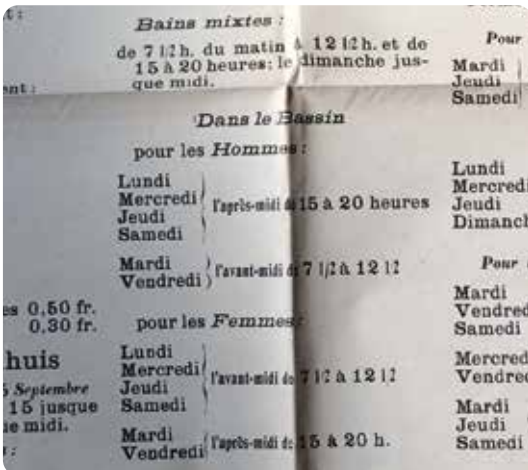 t:
ent:
es 0.50 fr.
0.30 fr.
huis
5 Septembre
15 jusque
e midi.
s:
Bains mixtes:
de 7 1/2 h. du matin à 12 1/2 h. et de
15 à 20 heures; le dimanche jus-
que midi.
Dans le Bassin
pour les Hommes:
Lundi
Mercredi
Jeudi
Samedi
l'après-midi de 15 à 20 heures
Mardi
Vendredi
l'avant-midi de 7 1/2 à 12 1/2
pour les Femmes:
Lundi
Mercredi
Jeudi
Samedi
l'avant-midi de 7 1/2 à 12 1/2
Mardi
Vendredi
l'après-midi de 15 à 20 h.
Pour
Mardi
Jeudi
Samedi
Lundi
Mercredi
Jeudi
Dimanch
Pour
Mardi
Vendred
Samedi
Mercred
Vendred
Mardi
Jeudi
Samedi